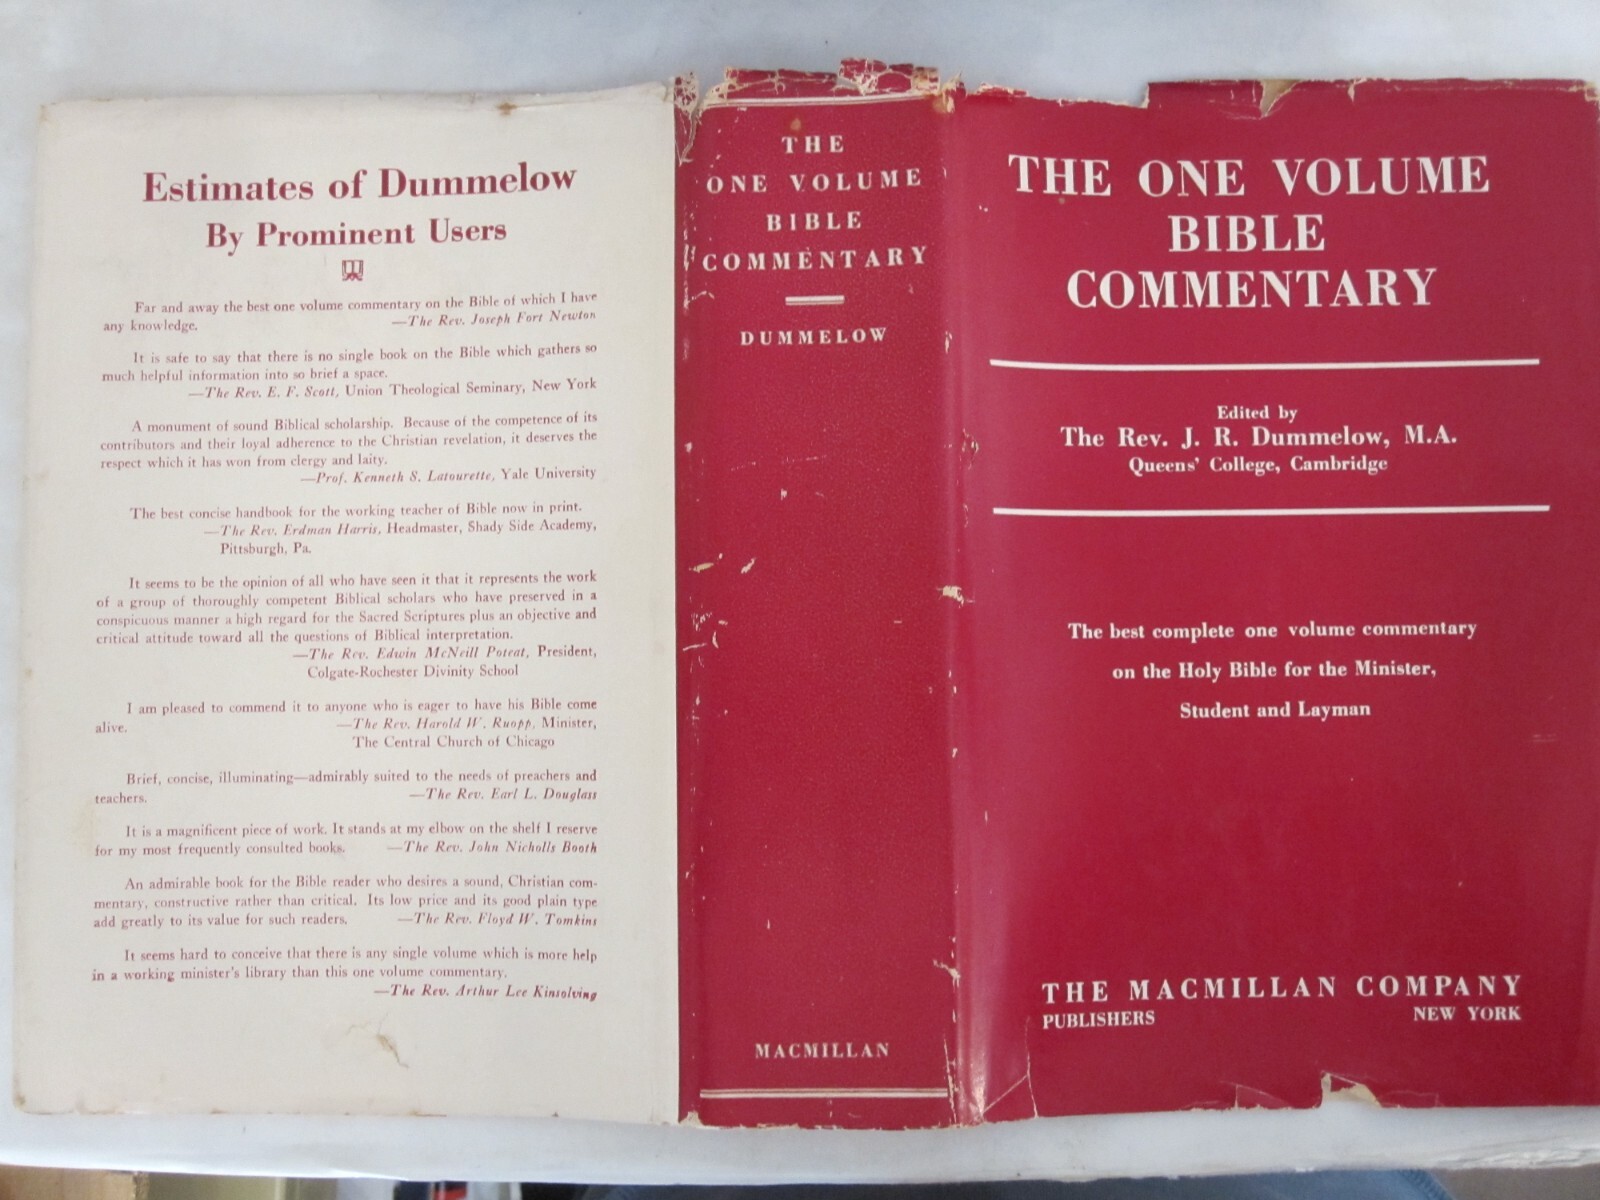 Estimates of Dummelow
By Prominent Users
Far and away the best one volume commentary on the Bible of which I have
any knowledge. —The Rev. Joseph Fort Newton
It is safe to say that there is no single book on the Bible which gathers so
much helpful information into so brief a space.
—The Rev. E. F. Scott, Union Theological Seminary, New York
A monument of sound Biblical scholarship. Because of the competence of its
contributors and their loyal adherence to the Christian revelation, it deserves the
respect which it has won from clergy and laity.
—Prof. Kenneth S. Latourette, Yale University
The best concise handbook for the working teacher of Bible now in print.
—The Rev. Erdman Harris, Headmaster, Shady Side Academy,
Pittsburgh, Pa.
It seems to be the opinion of all who have seen it that it represents the work
of a group of thoroughly competent Biblical scholars who have preserved in a
conspicuous manner a high regard for the Sacred Scriptures plus an objective and
critical attitude toward all the questions of Biblical interpretation.
—The Rev. Edwin McNeill Poteat, President,
Colgate-Rochester Divinity School
I am pleased to commend it to anyone who is eager to have his Bible come
alive. —The Rev. Harold W. Ruopp, Minister,
The Central Church of Chicago
Brief, concise, illuminating—admirably suited to the needs of preachers and
teachers. —The Rev. Earl L. Douglass
It is a magnificent piece of work. It stands at my elbow on the shelf I reserve
for my most frequently consulted books. —The Rev. John Nicholls Booth
An admirable book for the Bible reader who desires a sound, Christian com-
mentary, constructive rather than critical. Its low price and its good plain type
add greatly to its value for such readers. —The Rev. Floyd W. Tomkins
It seems hard to conceive that there is any single volume which is more help
in a working minister's library than this one volume commentary.
—The Rev. Arthur Lee Kinsolving
THE
ONE VOLUME
BIBLE
COMMENTARY
DUMMELOW
MACMILLAN
THE ONE VOLUME
BIBLE
COMMENTARY
Edited by
The Rev. J. R. Dummelow, M.A.
Queens' College, Cambridge
The best complete one volume commentary
on the Holy Bible for the Minister,
Student and Layman
THE MACMILLAN COMPANY
PUBLISHERS NEW YORK